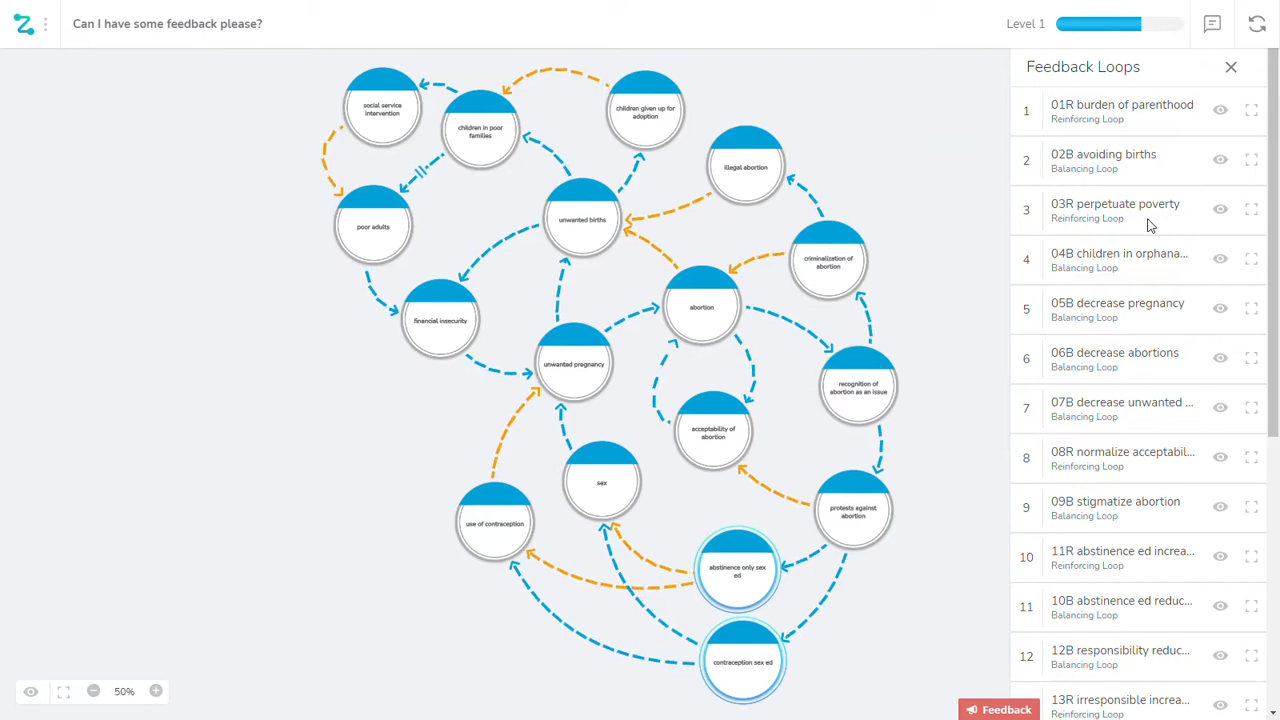 Can I have some feedback please?
Level 1
social service
intervention
children in poor
families
children given up for
adoption
illegal abortion
unwanted births
poor adults
criminalization of
abortion
abortion
financial insecurity
unwanted pregnancy
recognition of
abortion as an issue
acceptability of
abortion
sex
use of contraception
protests against
abortion
abstinence only sex
ed
contraception sex ed
50%
Feedback
Feedback Loops
1
01R burden of parenthood
Reinforcing Loop
2
02B avoiding births
Balancing Loop
3
03R perpetuate poverty
Reinforcing Loop
4
04B children in orphana...
Balancing Loop
5
05B decrease pregnancy
Balancing Loop
6
06B decrease abortions
Balancing Loop
7
07B decrease unwanted ...
Balancing Loop
8
08R normalize acceptabil...
Reinforcing Loop
9
09B stigmatize abortion
Balancing Loop
10
11R abstinence ed increa...
Reinforcing Loop
11
10B abstinence ed reduc...
Balancing Loop
12
12B responsibility reduc...
Balancing Loop
13
13R irresponsible increa...
Reinforcing Loop